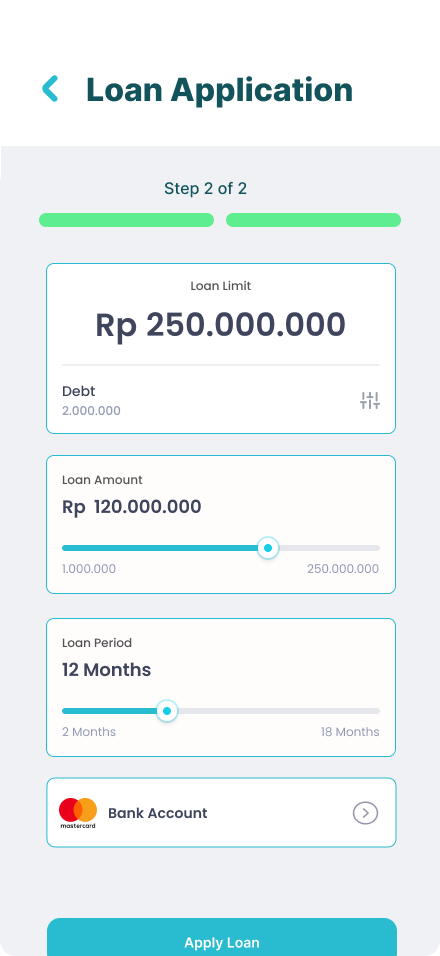 Loan Application
Step 2 of 2
Loan Limit
Rp 250.000.000
Debt
2.000.000
Loan Amount
Rp 120.000.000
1.000.000
250.000.000
Loan Period
12 Months
2 Months
18 Months
mastercard
Bank Account
Apply Loan